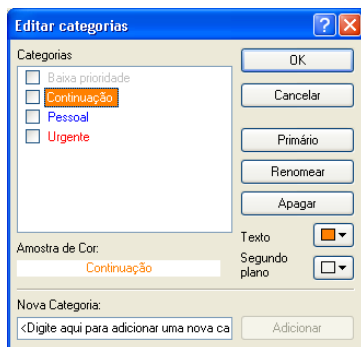 Editar categorias
Categorias
Baixa prioridade
Continuação
Pessoal
Urgente
OK
Cancelar
Primário
Renomear
Apagar
Texto
Segundo
plano
Amostra de Cor:
Continuação
Nova Categoria:
<Digite aqui para adicionar uma nova ca
Adicionar